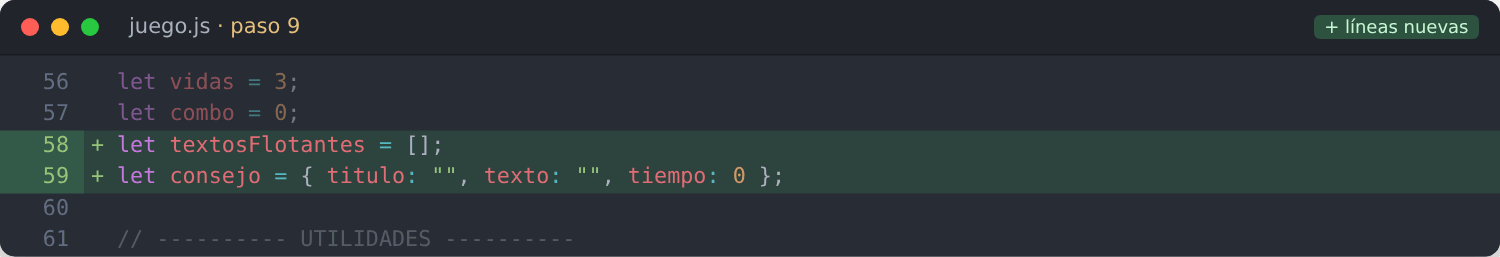 juego.js · paso 9
+ líneas nuevas
56 let vidas = 3;
57 let combo = 0;
58 + let textosFlotantes = [];
59 + let consejo = { titulo: "", texto: "", tiempo: 0 };
60
61 // ---------- UTILIDADES ----------